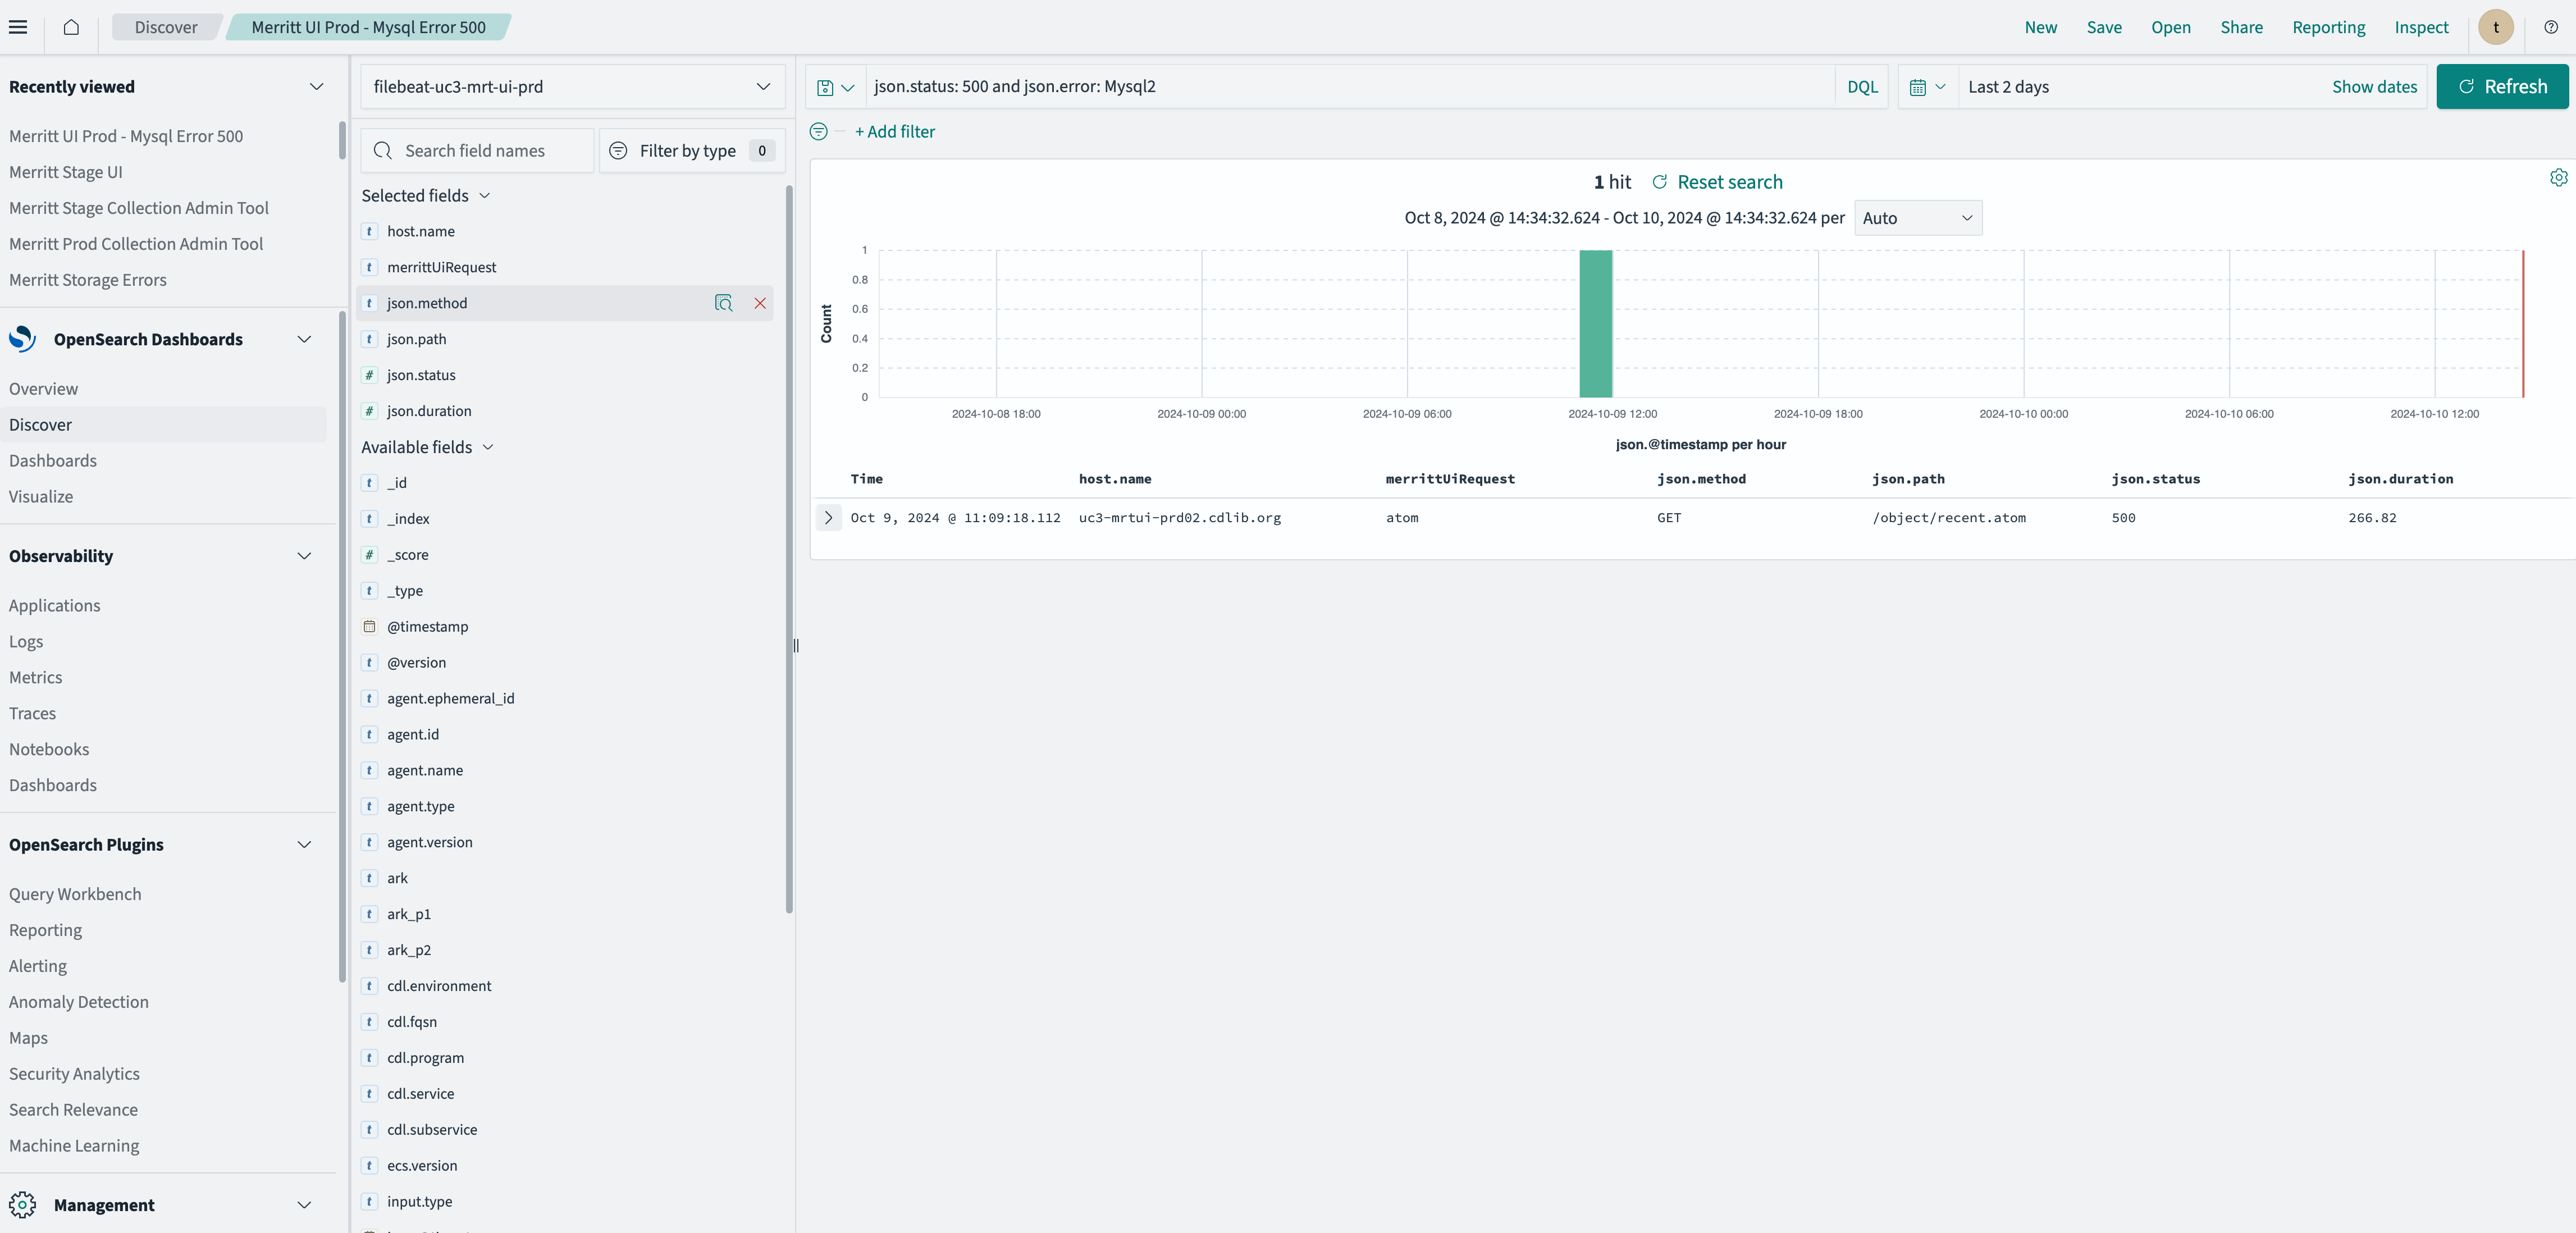 Discover
Merritt UI Prod - Mysql Error 500
New
Save
Open
Share
Reporting
Inspect
t
Recently viewed
Merritt UI Prod - Mysql Error 500
Merritt Stage UI
Merritt Stage Collection Admin Tool
Merritt Prod Collection Admin Tool
Merritt Storage Errors
OpenSearch Dashboards
Overview
Discover
Dashboards
Visualize
Observability
Applications
Logs
Metrics
Traces
Notebooks
Dashboards
OpenSearch Plugins
Query Workbench
Reporting
Alerting
Anomaly Detection
Maps
Security Analytics
Search Relevance
Machine Learning
Management
filebeat-uc3-mrt-ui-prd
Search field names
Filter by type 0
Selected fields
t host.name
t merrittUiRequest
t json.method
t json.path
# json.status
# json.duration
Available fields
t _id
t _index
# _score
t _type
@timestamp
t @version
t agent.ephemeral_id
t agent.id
t agent.name
t agent.type
t agent.version
t ark
t ark_p1
t ark_p2
t cdl.environment
t cdl.fqsn
t cdl.program
t cdl.service
t cdl.subservice
t ecs.version
t input.type
json.status: 500 and json.error: Mysql2
DQL
Last 2 days
Show dates
Refresh
+ Add filter
1 hit
Reset search
Oct 8, 2024 @ 14:34:32.624 - Oct 10, 2024 @ 14:34:32.624 per
Auto
Count
1
0.8
0.6
0.4
0.2
0
2024-10-08 18:00
2024-10-09 00:00
2024-10-09 06:00
2024-10-09 12:00
2024-10-09 18:00
2024-10-10 00:00
2024-10-10 06:00
2024-10-10 12:00
json.@timestamp per hour
Time host.name merrittUiRequest json.method json.path json.status json.duration
Oct 9, 2024 @ 11:09:18.112 uc3-mrtui-prd02.cdlib.org atom GET /object/recent.atom 500 266.82